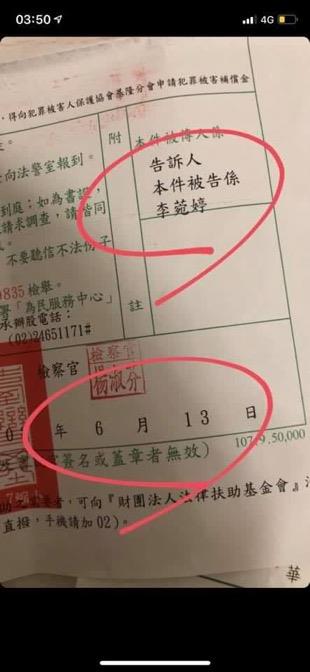 03:50
4G
，得向犯罪被害人保護協會基隆分會申請犯罪被害補償金
附
本件被傳人係
告訴人
向法警室報到。
本件被告係
到庭；如為書證，
李菀婷
請求調查，請當同
不要聽信不法份子
9835檢舉。
署「為民服務中心」
承辦股電話：
(02)24651171#
註
檢察官
檢察官
楊淑芬
0 年 6 月 13 日
107.9.50,000
簽名或蓋章者無效)
者，可向『財團法人法律扶助基金會』
直撥，手機請加02)。
華